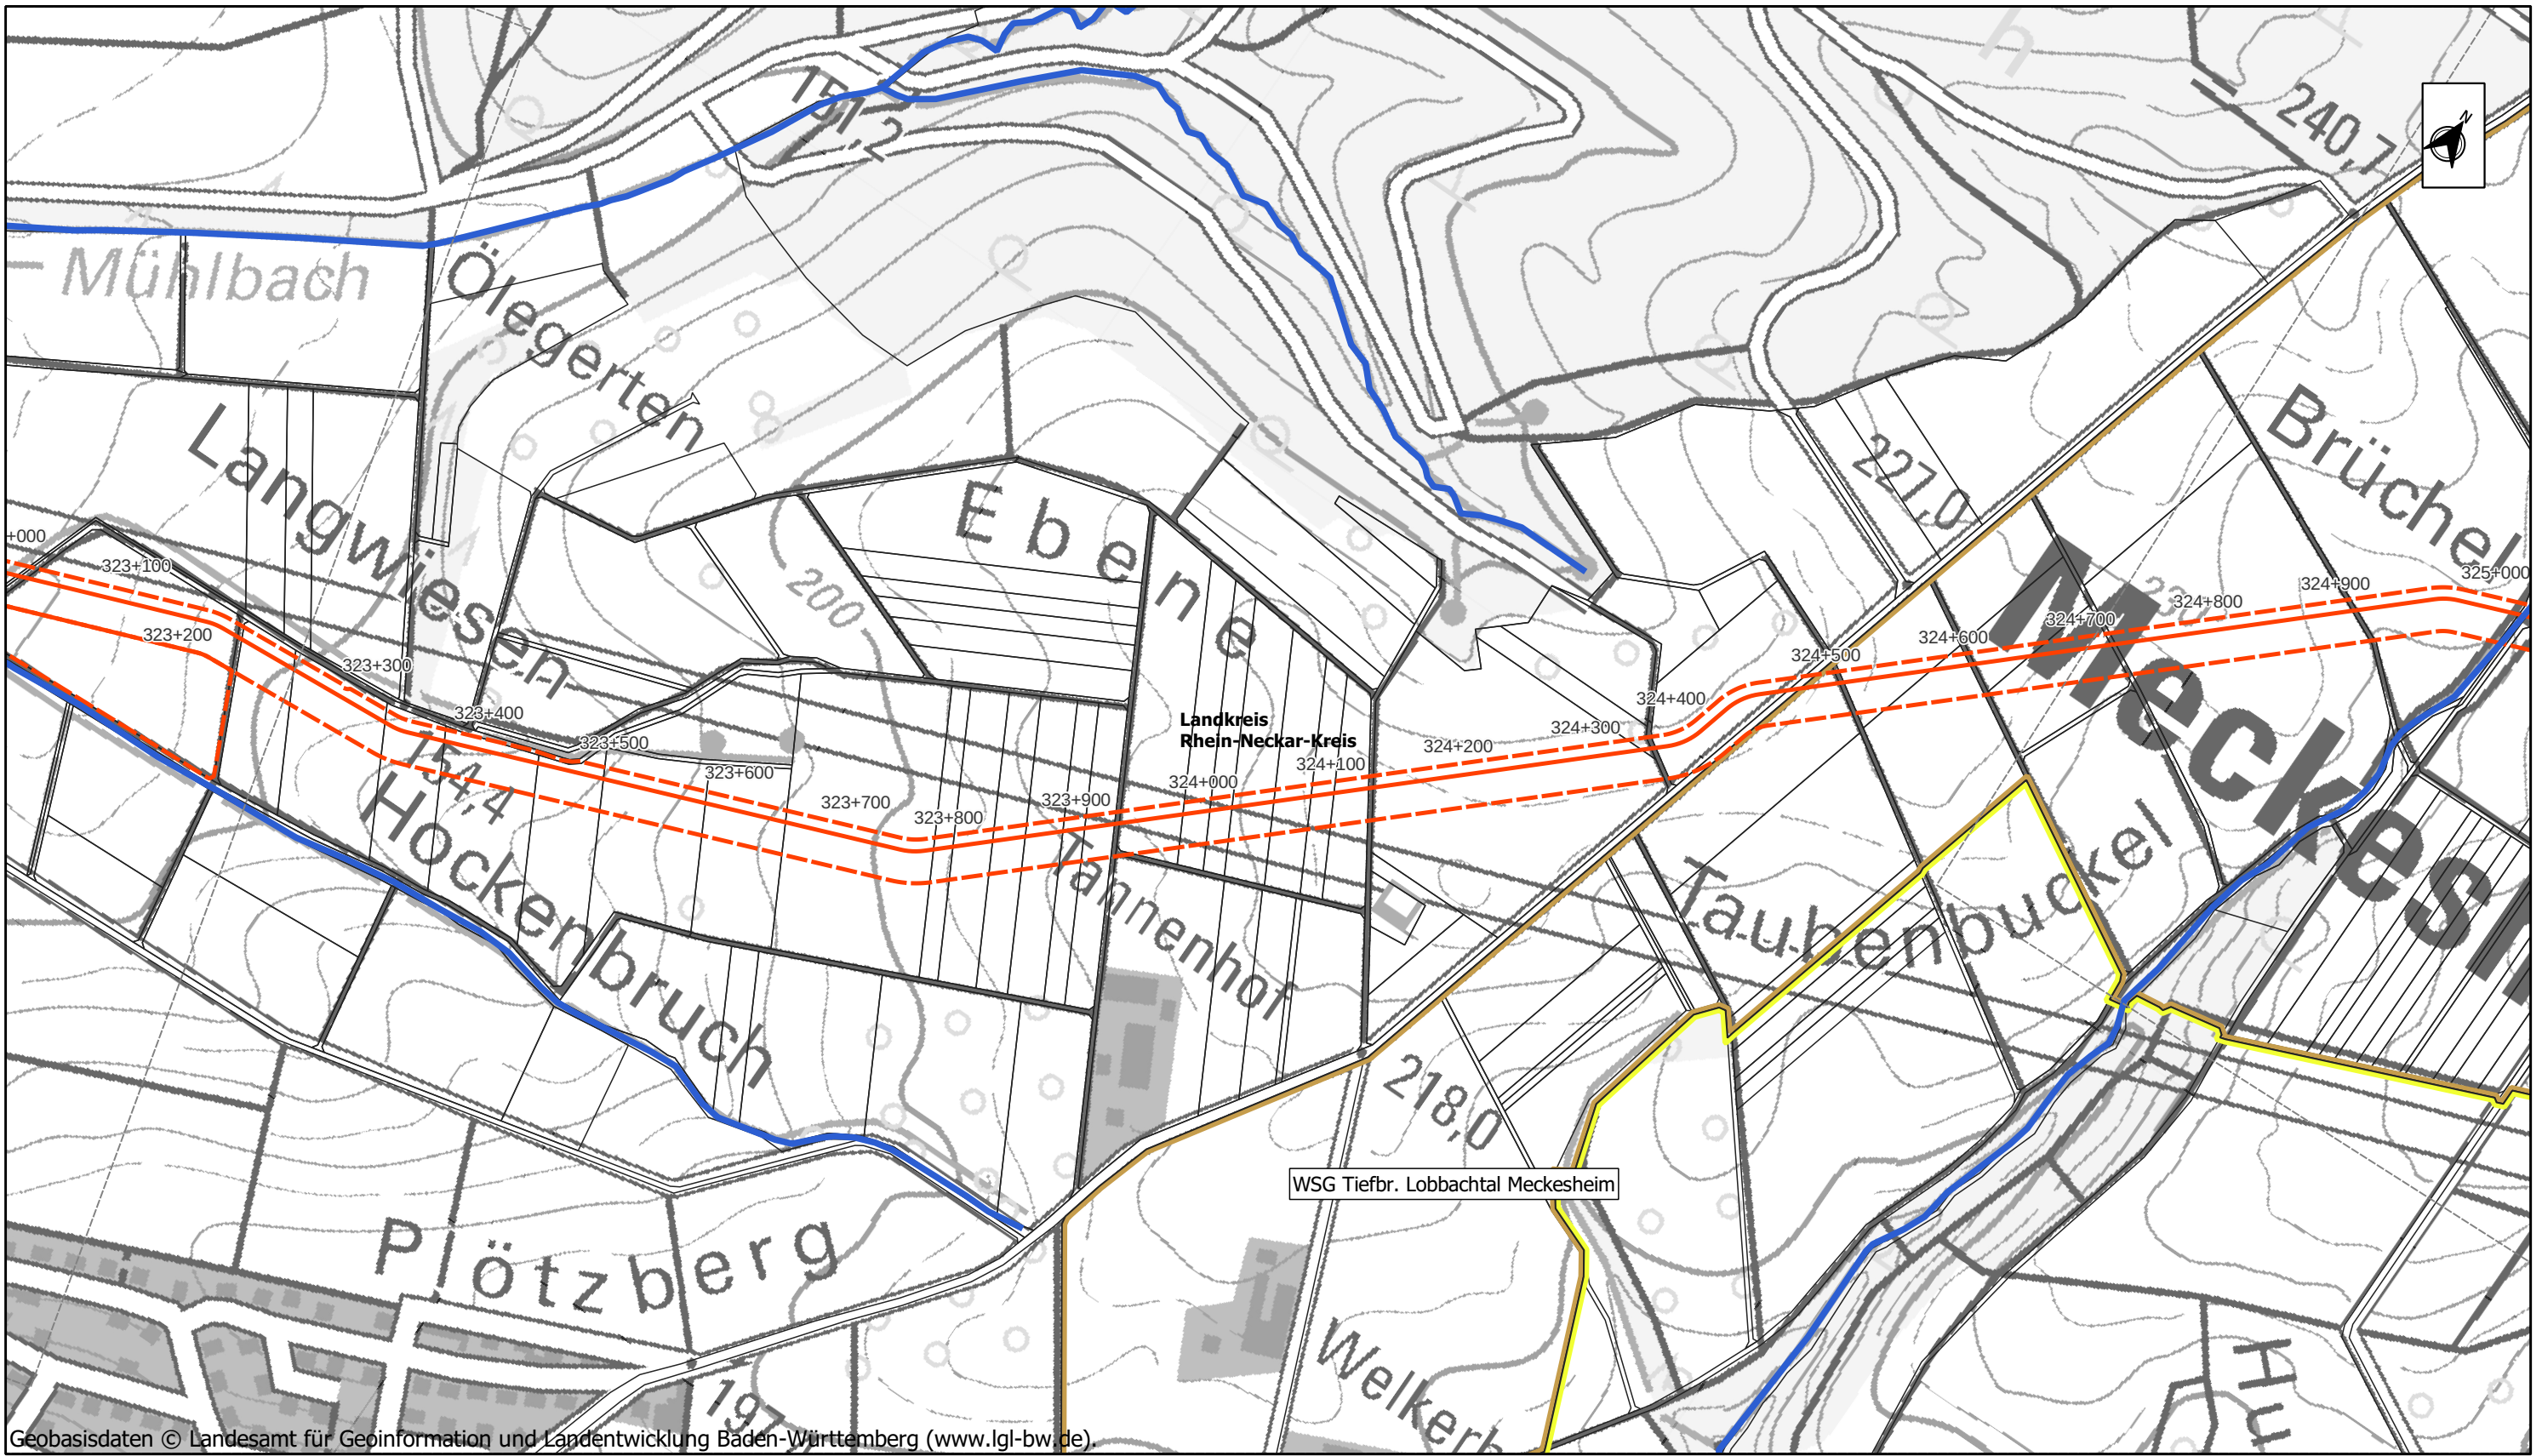 151,2
240,7
N
Mühlbach
Ölegerten
Langwiesen
Ebene
227,0
Brüchel
+000
323+100
323+200
323+300
323+400
323+500
323+600
323+700
323+800
323+900
324+000
324+100
324+200
324+300
324+400
324+500
324+600
324+700
324+800
324+900
325+000
200
Landkreis
Rhein-Neckar-Kreis
154,4
Hockenbruch
Tannenhof
Taubenbuckel
218,0
WSG Tiefbr. Lobbachtal Meckesheim
Plötzberg
197
Hu
Geobasisdaten © Landesamt für Geoinformation und Landentwicklung Baden-Württemberg (www.lgl-bw.de).